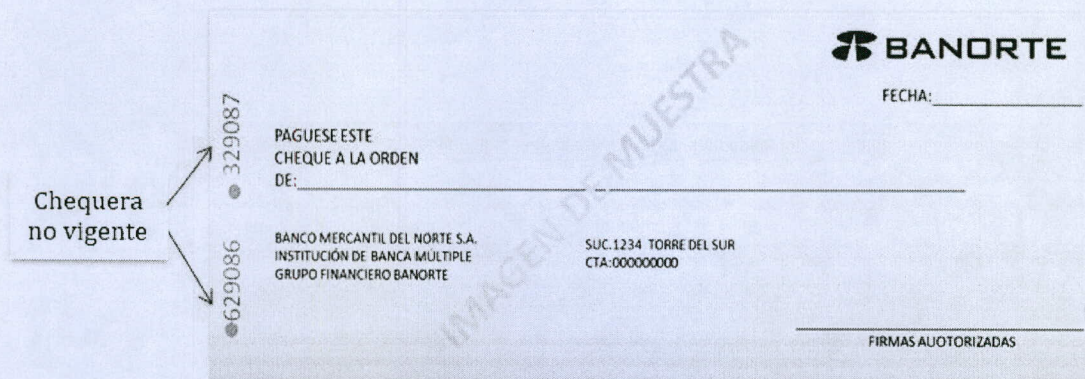 BANORTE
FECHA:
329087
PAGUESE ESTE
CHEQUE A LA ORDEN
DE:
IMAGEN DE MUESTRA
Chequera
no vigente
629086
BANCO MERCANTIL DEL NORTE S.A.
INSTITUCIÓN DE BANCA MÚLTIPLE
GRUPO FINANCIERO BANORTE
SUC.1234 TORRE DEL SUR
CTA:000000000
FIRMAS AUOTORIZADAS